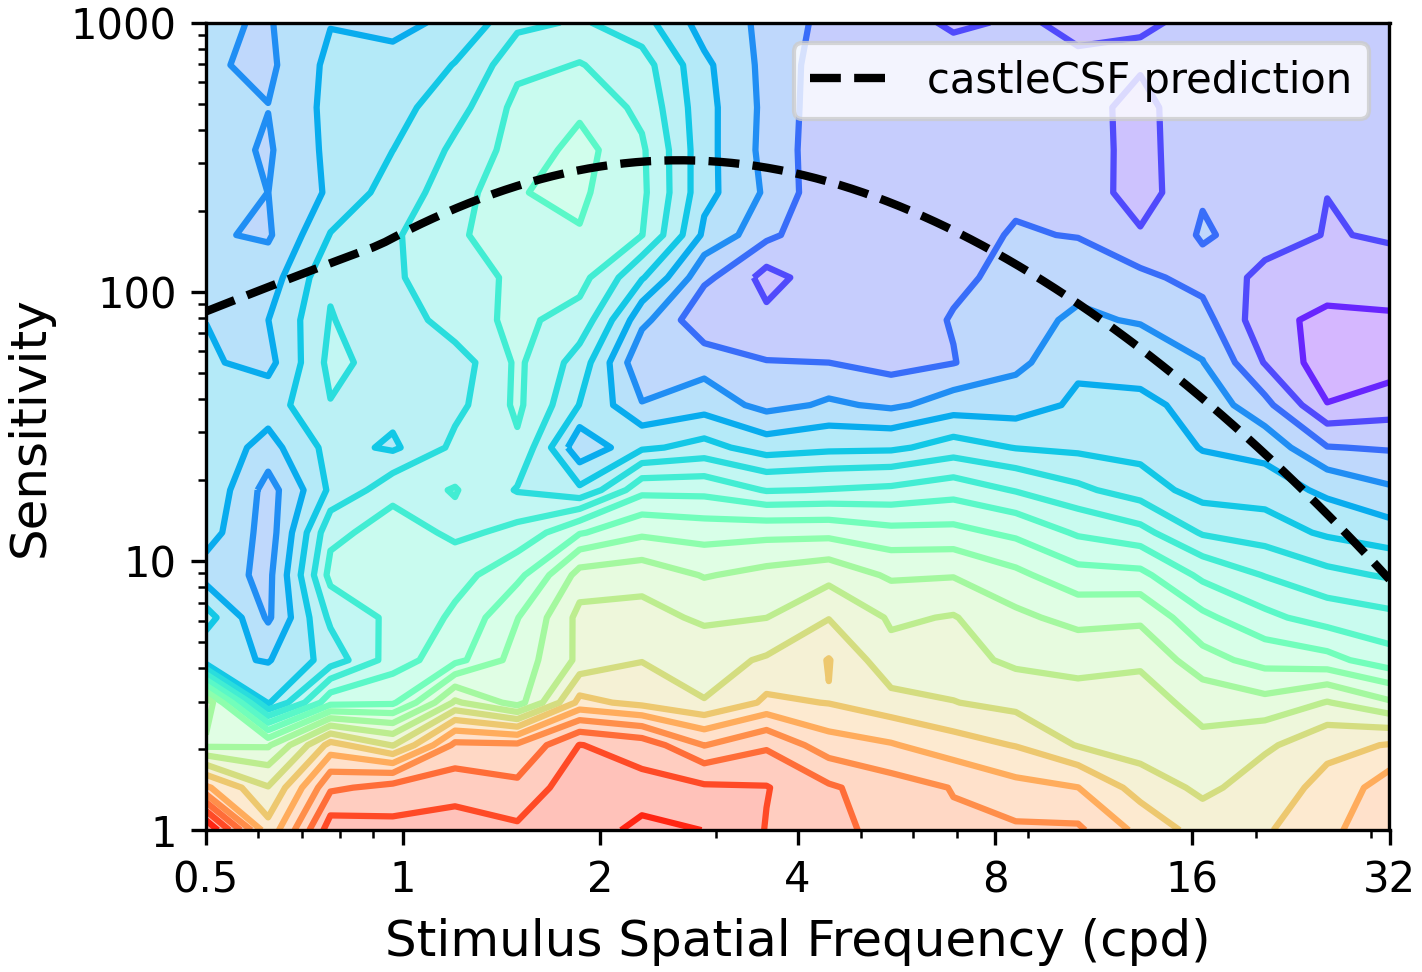 1000
castleCSF prediction
100
10
1
Sensitivity
0.5 1 2 4 8 16 32
Stimulus Spatial Frequency (cpd)